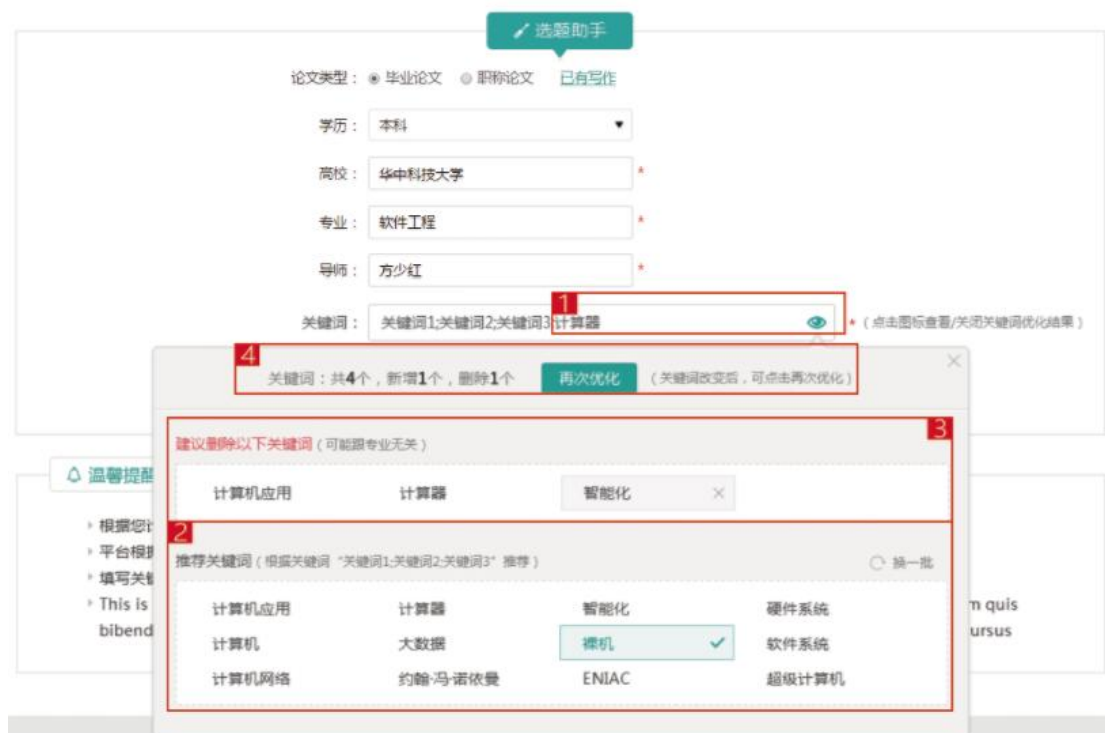 选题助手
论文类型： 毕业论文 职称论文 已有写作
学历： 本科
高校： 华中科技大学 *
专业： 软件工程 *
导师： 方少红 *
1
关键词： 关键词1;关键词2;关键词3;计算器 *（点击图标查看/关闭关键词优化结果）
4
关键词：共4个，新增1个，删除1个 再次优化 （关键词改变后，可点击再次优化）
3
建议删除以下关键词（可能跟专业无关）
温馨提醒
计算机应用 计算器 智能化
根据您
2
平台根据
推荐关键词（根据关键词“关键词1;关键词2;关键词3”推荐） 换一批
填写关键
计算机应用 计算器 智能化 硬件系统
This is m quis
bibend ursus
计算机 大数据 裸机 软件系统
计算机网络 约翰·冯·诺依曼 ENIAC 超级计算机